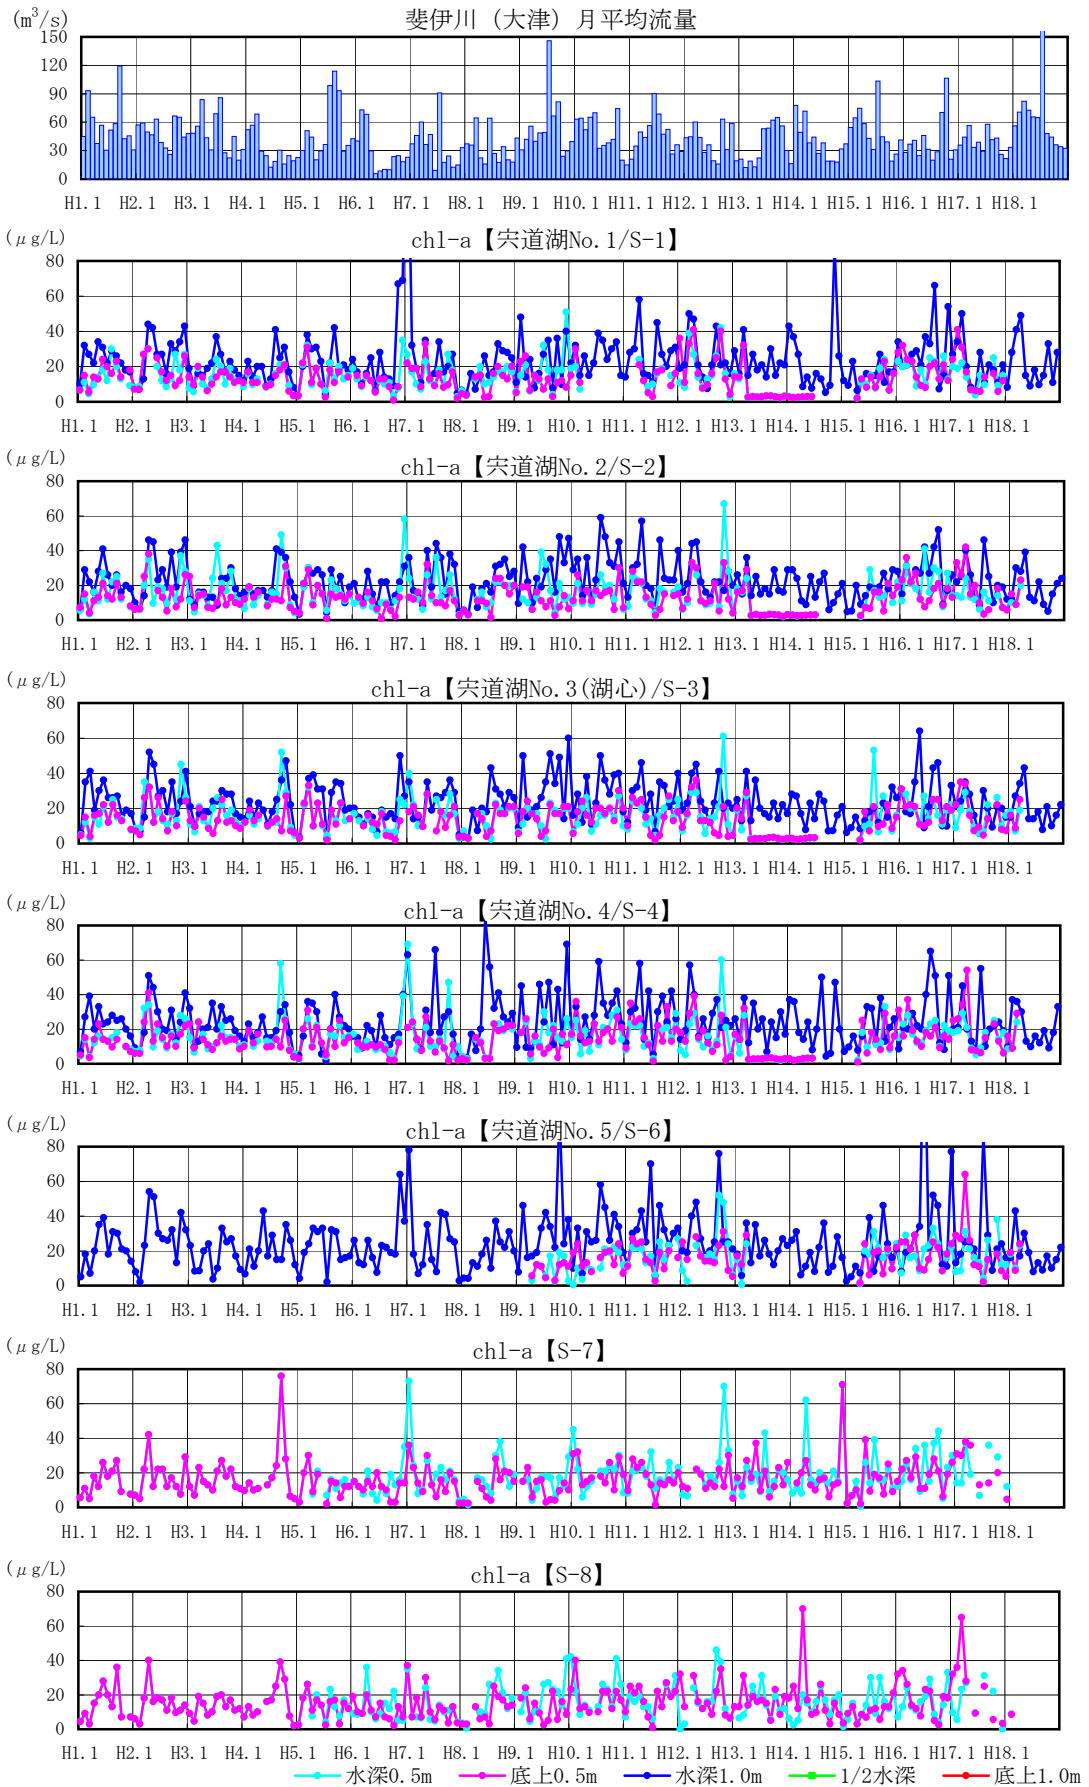 (m³/s) 斐伊川（大津）月平均流量
150
120
90
60
30
0
H1.1 H2.1 H3.1 H4.1 H5.1 H6.1 H7.1 H8.1 H9.1 H10.1 H11.1 H12.1 H13.1 H14.1 H15.1 H16.1 H17.1 H18.1
(μg/L) chl-a【宍道湖No.1/S-1】
80
60
40
20
0
H1.1 H2.1 H3.1 H4.1 H5.1 H6.1 H7.1 H8.1 H9.1 H10.1 H11.1 H12.1 H13.1 H14.1 H15.1 H16.1 H17.1 H18.1
(μg/L) chl-a【宍道湖No.2/S-2】
80
60
40
20
0
H1.1 H2.1 H3.1 H4.1 H5.1 H6.1 H7.1 H8.1 H9.1 H10.1 H11.1 H12.1 H13.1 H14.1 H15.1 H16.1 H17.1 H18.1
(μg/L) chl-a【宍道湖No.3(湖心)/S-3】
80
60
40
20
0
H1.1 H2.1 H3.1 H4.1 H5.1 H6.1 H7.1 H8.1 H9.1 H10.1 H11.1 H12.1 H13.1 H14.1 H15.1 H16.1 H17.1 H18.1
(μg/L) chl-a【宍道湖No.4/S-4】
80
60
40
20
0
H1.1 H2.1 H3.1 H4.1 H5.1 H6.1 H7.1 H8.1 H9.1 H10.1 H11.1 H12.1 H13.1 H14.1 H15.1 H16.1 H17.1 H18.1
(μg/L) chl-a【宍道湖No.5/S-6】
80
60
40
20
0
H1.1 H2.1 H3.1 H4.1 H5.1 H6.1 H7.1 H8.1 H9.1 H10.1 H11.1 H12.1 H13.1 H14.1 H15.1 H16.1 H17.1 H18.1
(μg/L) chl-a【S-7】
80
60
40
20
0
H1.1 H2.1 H3.1 H4.1 H5.1 H6.1 H7.1 H8.1 H9.1 H10.1 H11.1 H12.1 H13.1 H14.1 H15.1 H16.1 H17.1 H18.1
(μg/L) chl-a【S-8】
80
60
40
20
0
H1.1 H2.1 H3.1 H4.1 H5.1 H6.1 H7.1 H8.1 H9.1 H10.1 H11.1 H12.1 H13.1 H14.1 H15.1 H16.1 H17.1 H18.1
水深0.5m 底上0.5m 水深1.0m 1/2水深 底上1.0m